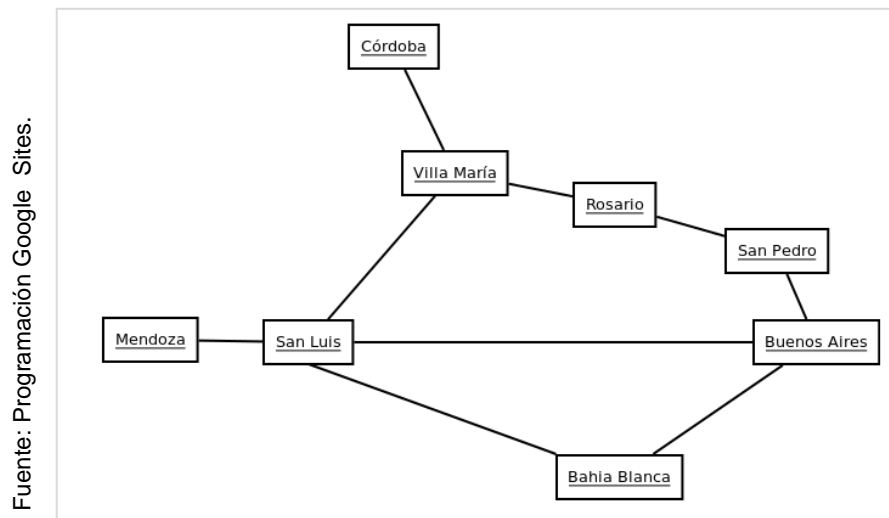 Fuente: Programación Google Sites.
Córdoba
Villa María
Rosario
San Pedro
Mendoza
San Luis
Buenos Aires
Bahia Blanca